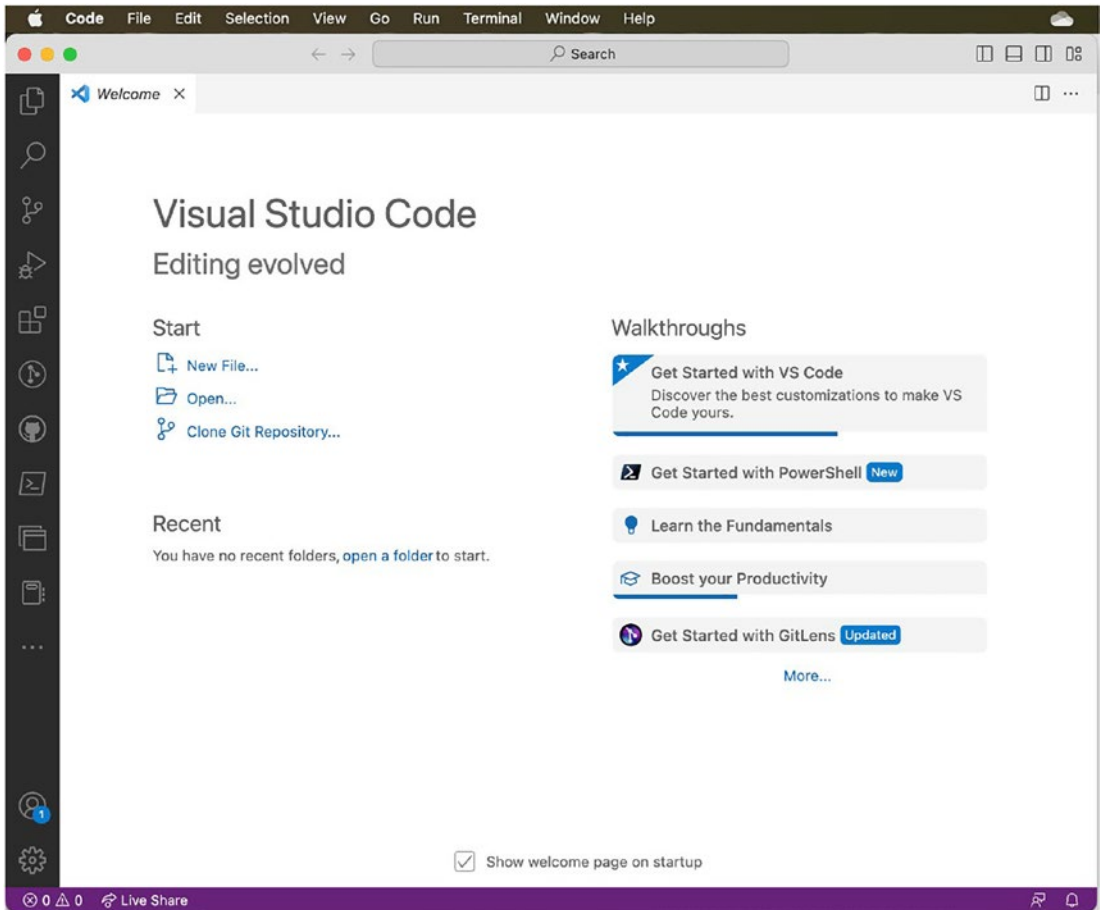 Code File Edit Selection View Go Run Terminal Window Help
Search
Welcome
Visual Studio Code
Editing evolved
Start
New File...
Open...
Clone Git Repository...
Recent
You have no recent folders, open a folder to start.
Walkthroughs
Get Started with VS Code
Discover the best customizations to make VS
Code yours.
Get Started with PowerShell New
Learn the Fundamentals
Boost your Productivity
Get Started with GitLens Updated
More...
1
Show welcome page on startup
0 0 Live Share